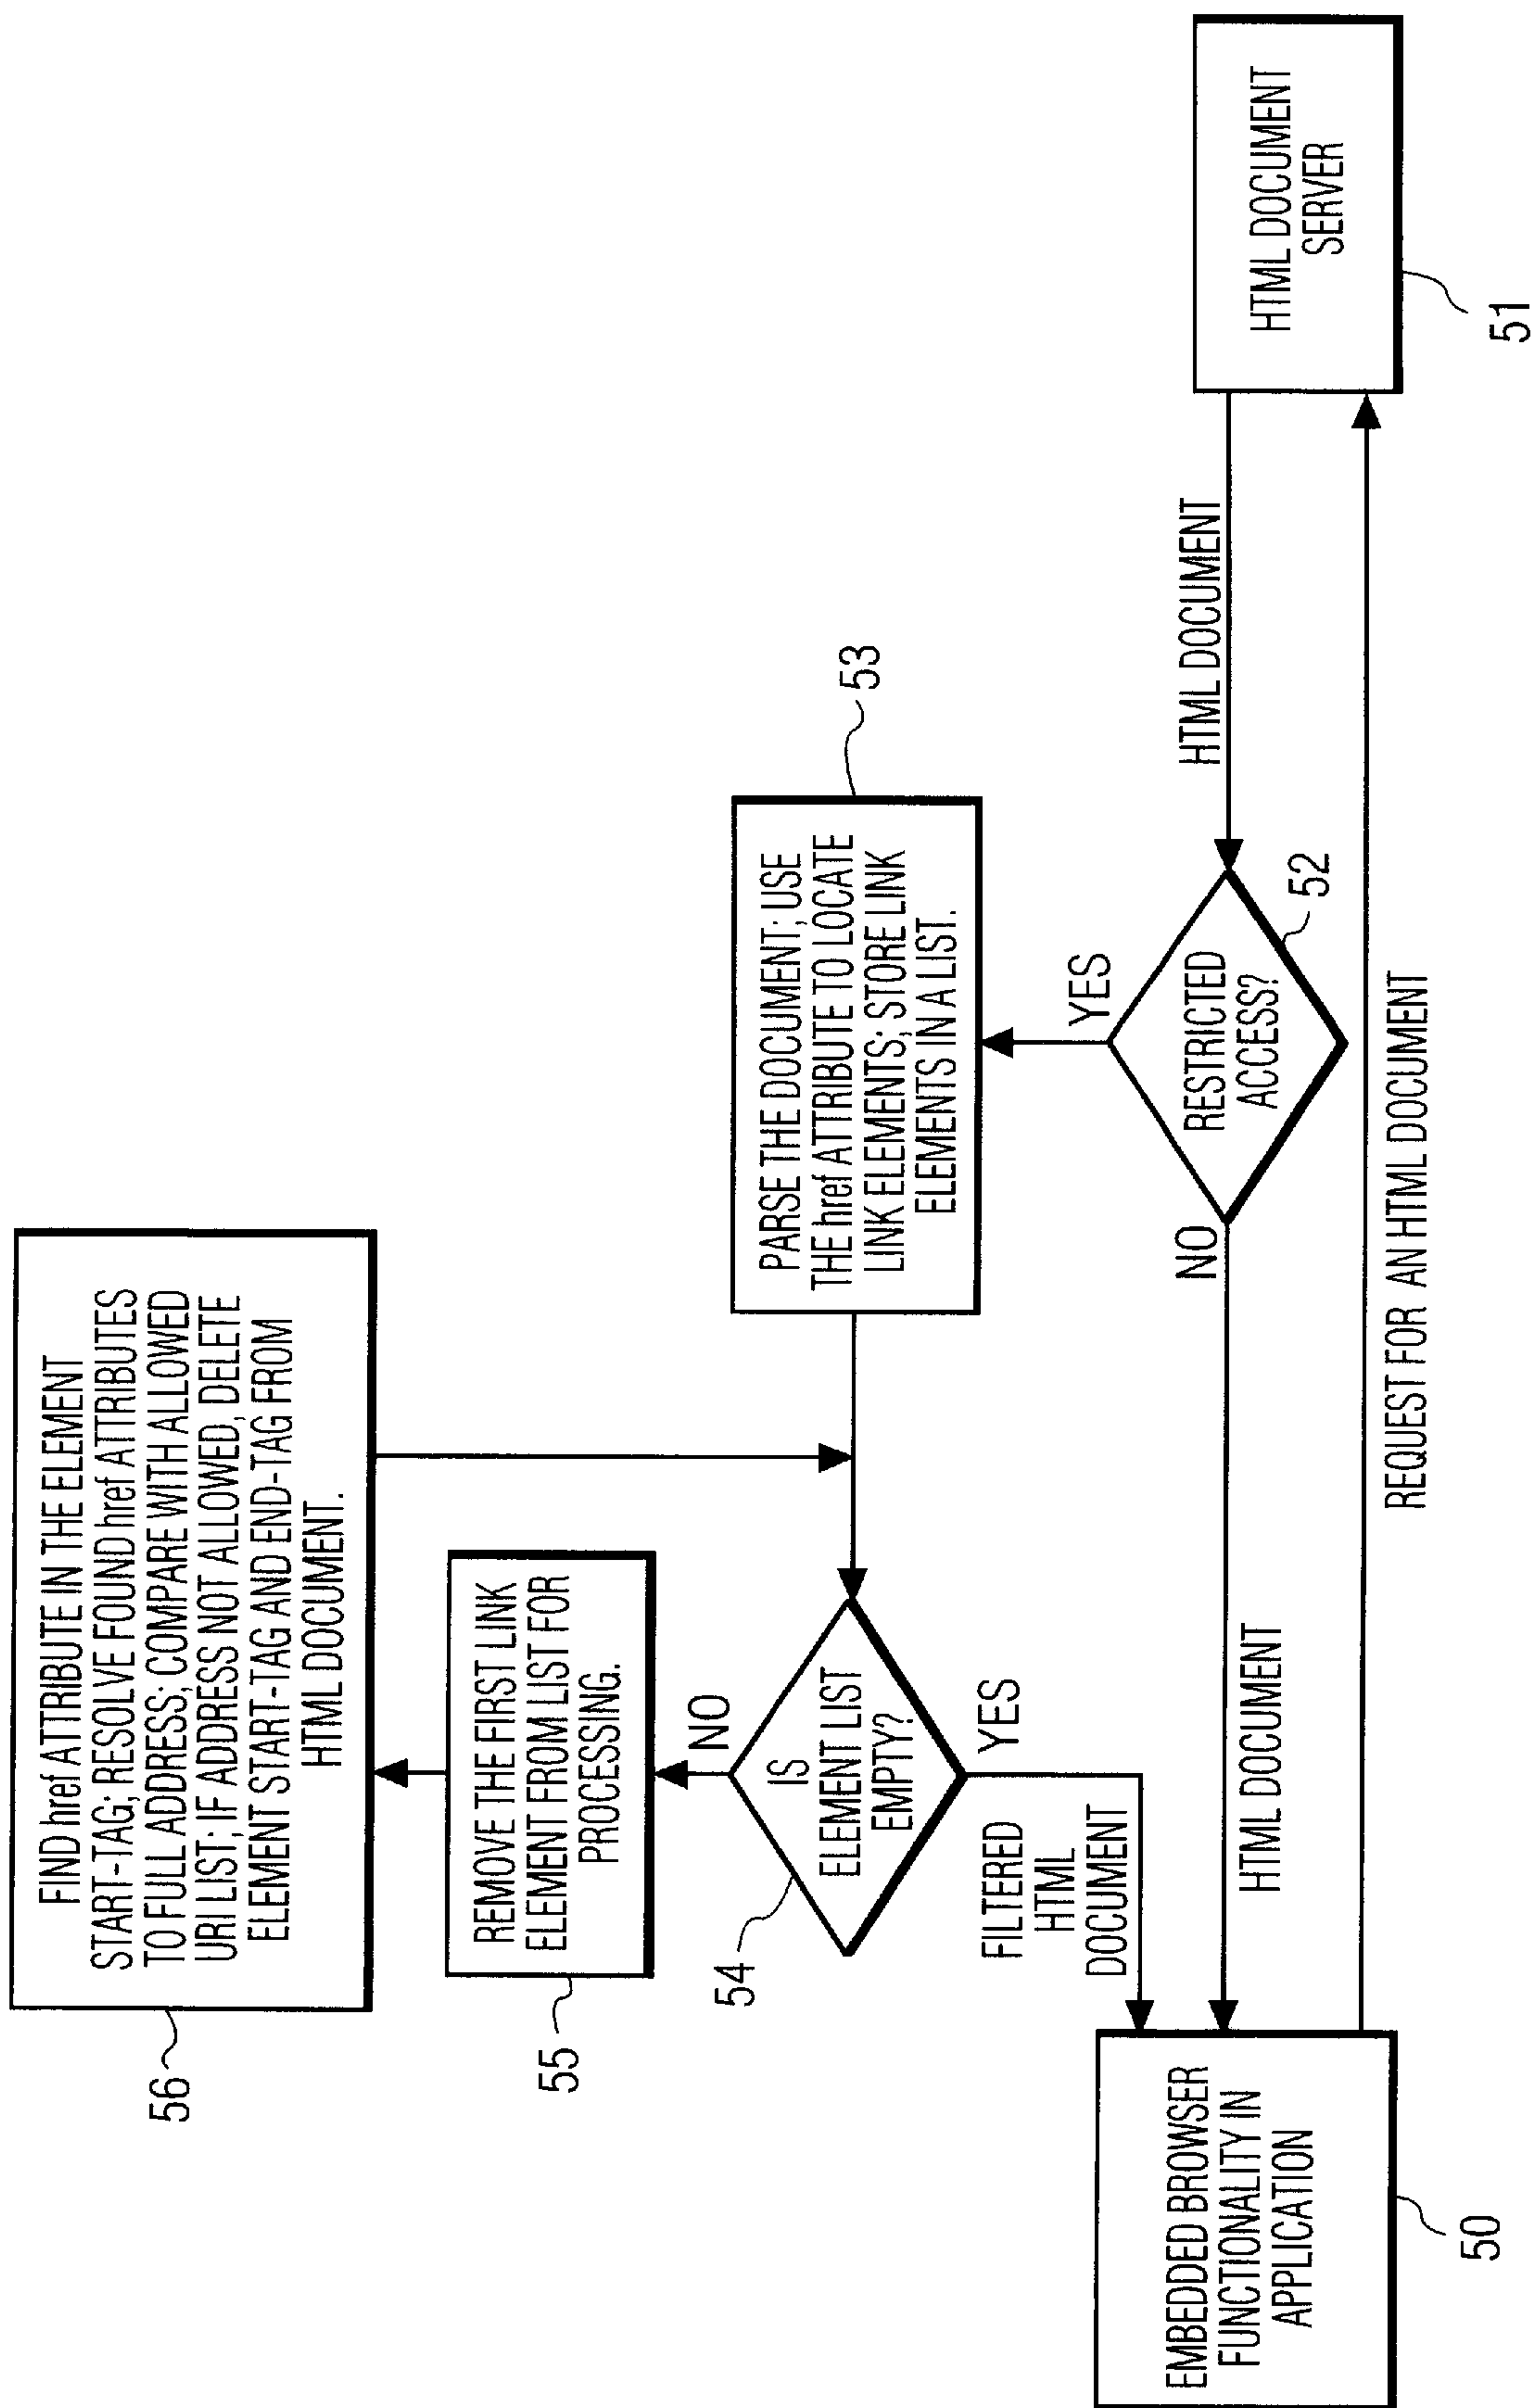 FIND href ATTRIBUTE IN THE ELEMENT
START-TAG; RESOLVE FOUND href ATTRIBUTES
TO FULL ADDRESS; COMPARE WITH ALLOWED
URI LIST; IF ADDRESS NOT ALLOWED, DELETE
ELEMENT START-TAG AND END-TAG FROM
HTML DOCUMENT.
56
REMOVE THE FIRST LINK
ELEMENT FROM LIST FOR
PROCESSING.
55
NO
IS
ELEMENT LIST
EMPTY?
54
YES
FILTERED
HTML
DOCUMENT
PARSE THE DOCUMENT; USE
THE href ATTRIBUTE TO LOCATE
LINK ELEMENTS; STORE LINK
ELEMENTS IN A LIST.
53
YES
RESTRICTED
ACCESS?
52
NO
HTML DOCUMENT
HTML DOCUMENT
HTML DOCUMENT
SERVER
51
EMBEDDED BROWSER
FUNCTIONALITY IN
APPLICATION
50
REQUEST FOR AN HTML DOCUMENT